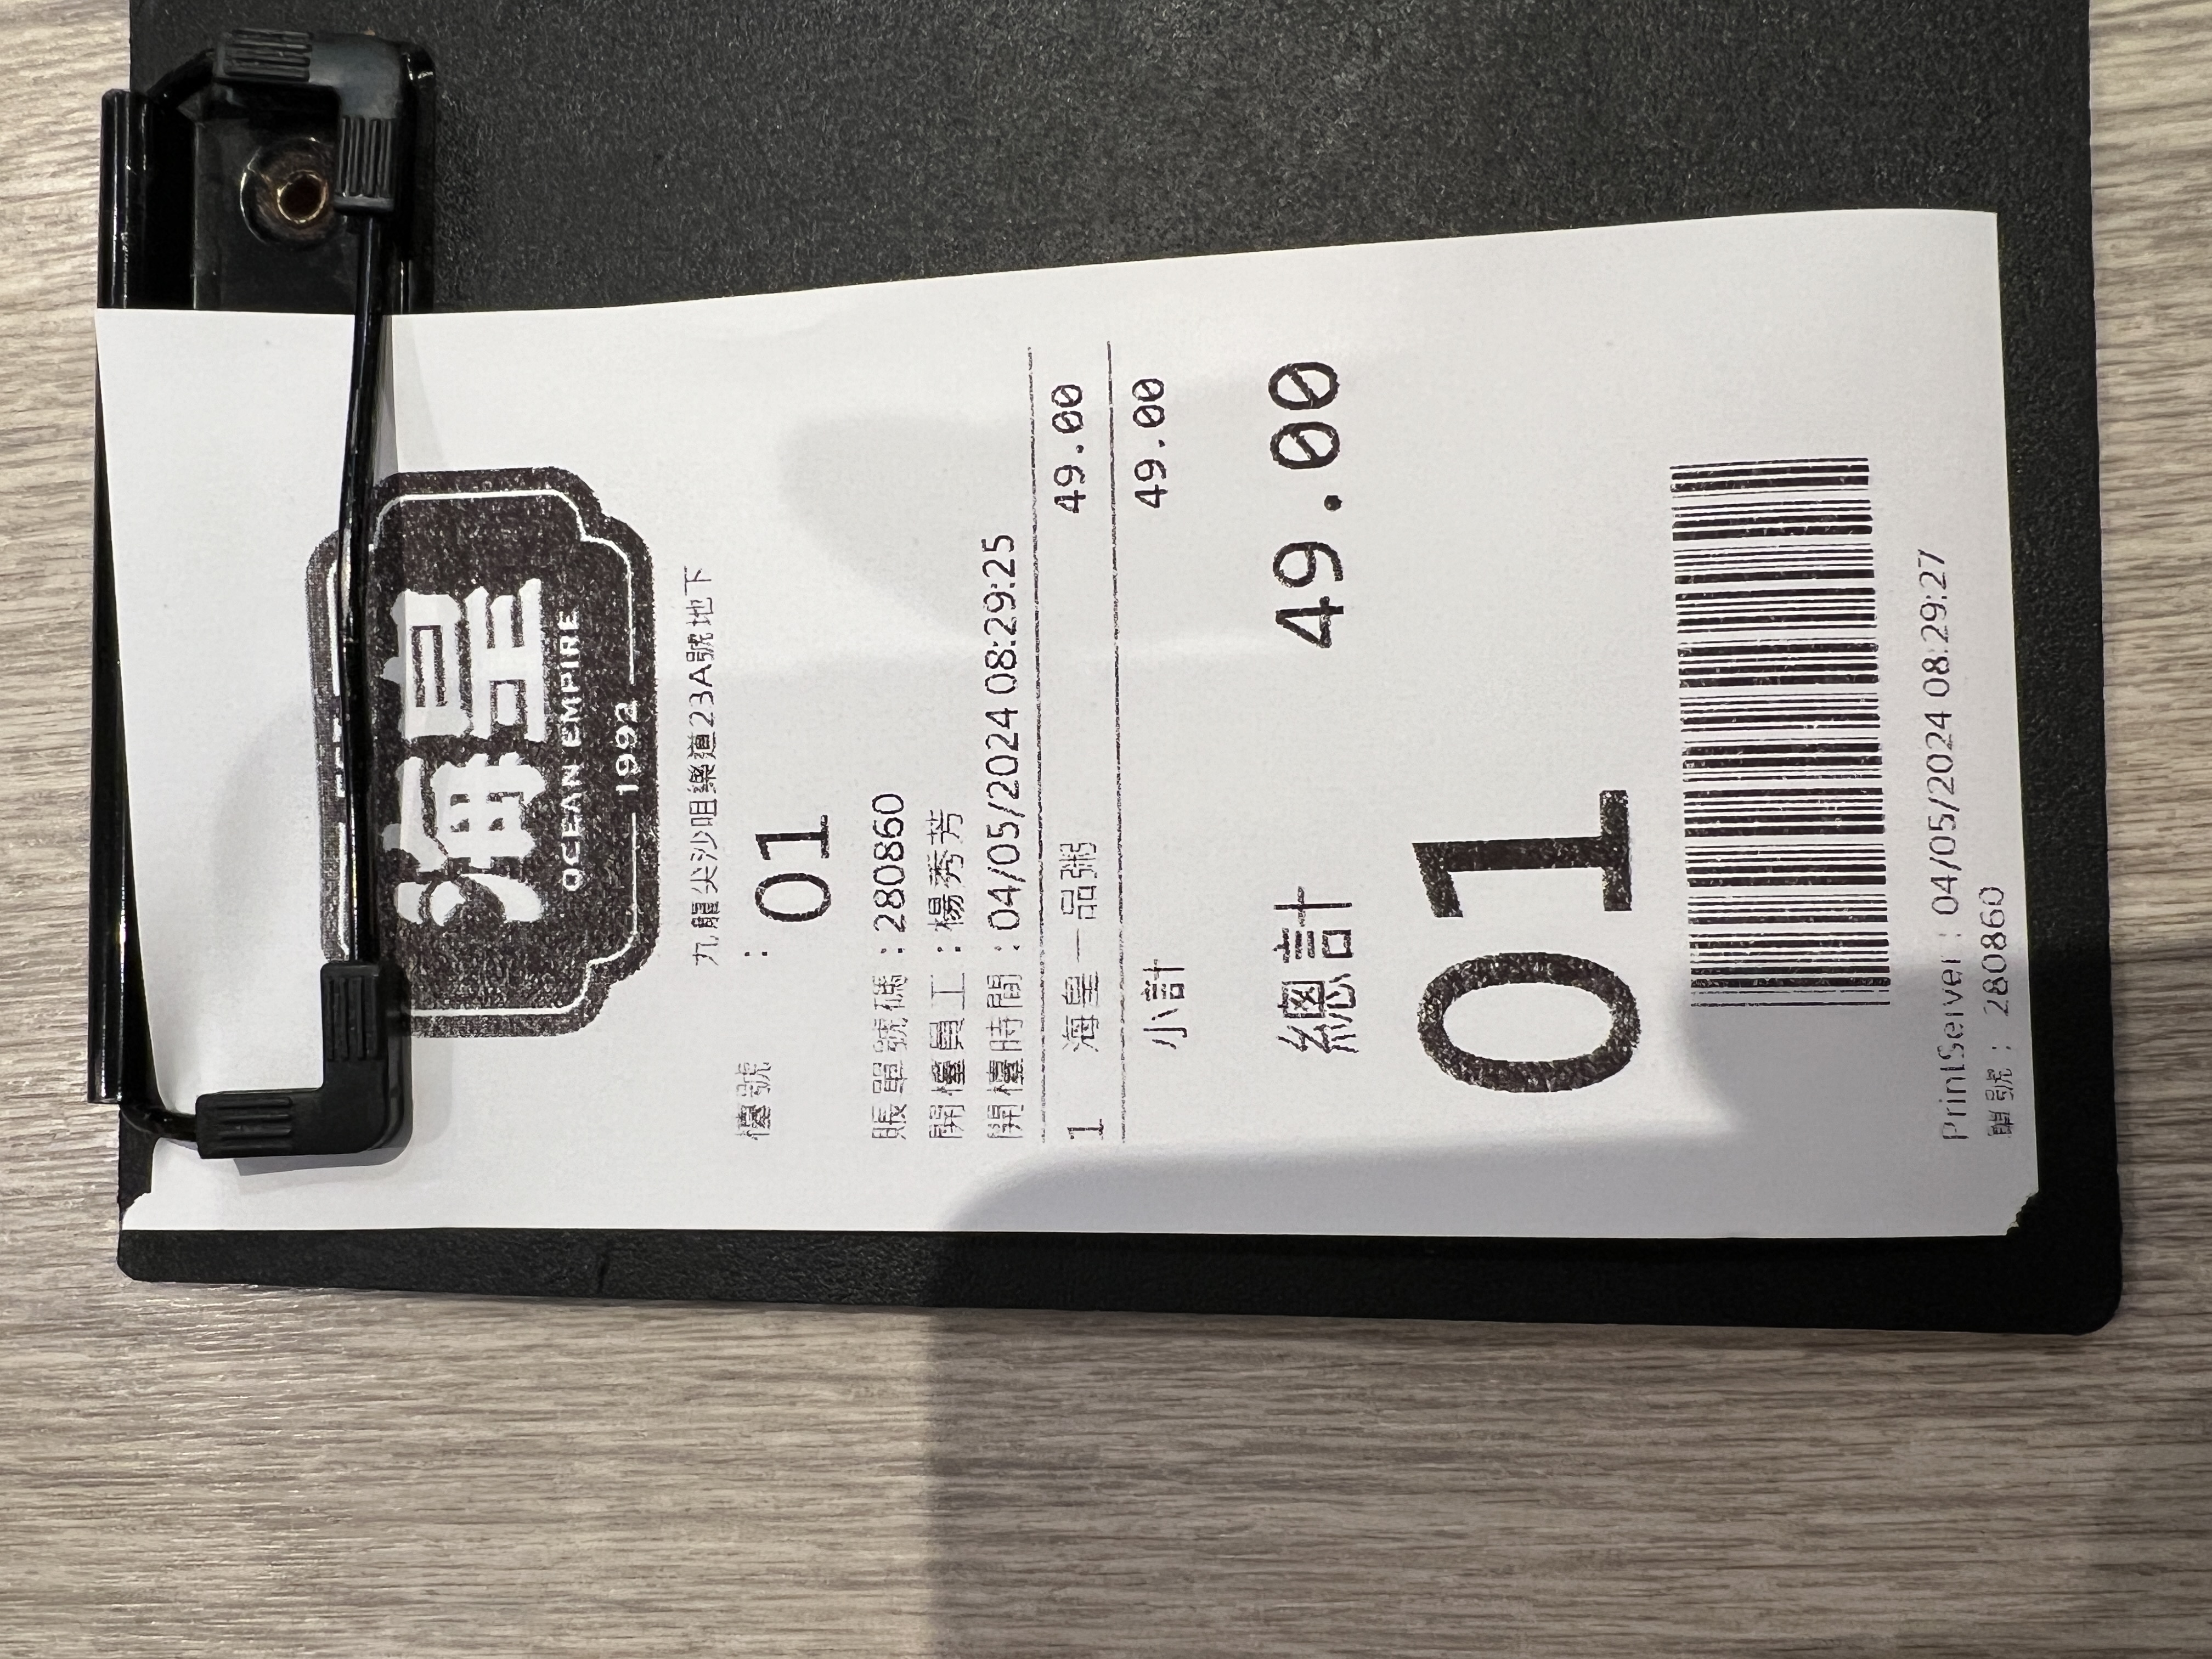 海皇
OCEAN EMPIRE
1992
九龍尖沙咀樂道23A號地下
檯號 : 01
賬單號碼 : 280860
開檯員工 : 楊秀芳
開檯時間 : 04/05/2024 08:29:25
1 海皇一品粥 49.00
小計 49.00
總計 49.00
01
PrintServer : 04/05/2024 08:29:27
單號 : 280860